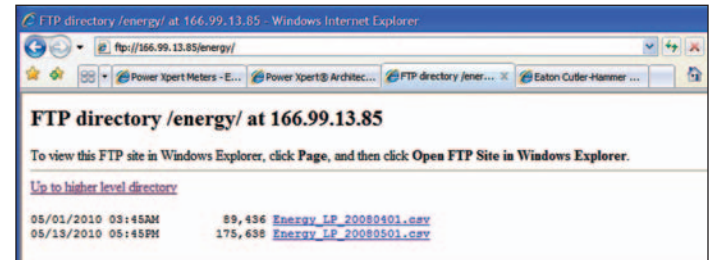 FTP directory /energy/ at 166.99.13.85 - Windows Internet Explorer
ftp://166.99.13.85/energy/
Power Xpert Meters - E... Power Xpert® Architec... FTP directory /ener... Eaton Cutler-Hammer ...
FTP directory /energy/ at 166.99.13.85
To view this FTP site in Windows Explorer, click Page, and then click Open FTP Site in Windows Explorer.
Up to higher level directory
05/01/2010 03:45AM 89,436 Energy_LP_20080401.csv
05/13/2010 05:45PM 175,638 Energy_LP_20080501.csv